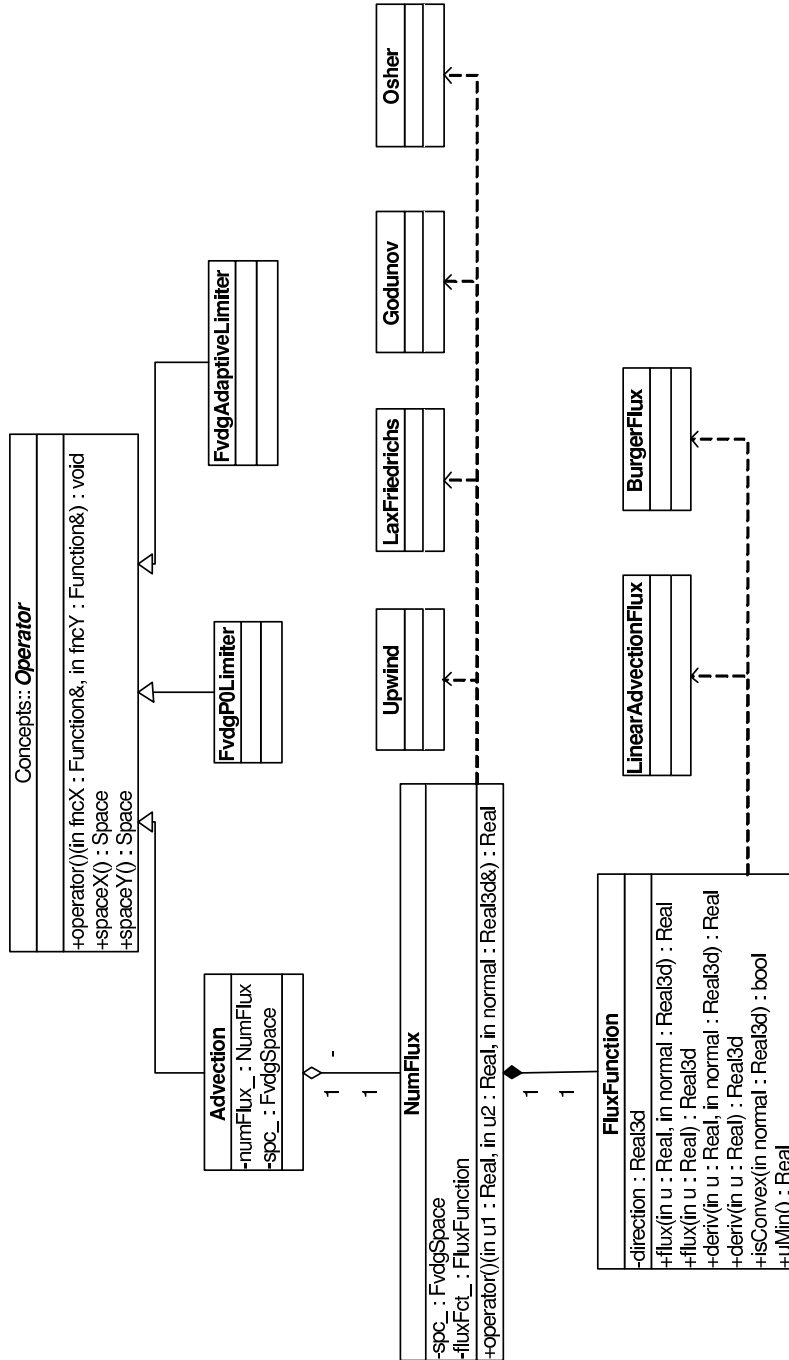 Concepts:: Operator
+operator()(in fncX : Function&, in fncY : Function&) : void
+spaceX() : Space
+spaceY() : Space
Advection
-numFlux_ : NumFlux
-spc_ : FvdgSpace
FvdgP0Limiter
FvdgAdaptiveLimiter
1
-
1
NumFlux
-spc_ : FvdgSpace
-fluxFct_ : FluxFunction
+operator()(in u1 : Real, in u2 : Real, in normal : Real3d&) : Real
Upwind
LaxFriedrichs
Godunov
Osher
1
1
FluxFunction
-direction : Real3d
+flux(in u : Real, in normal : Real3d) : Real
+flux(in u : Real) : Real3d
+deriv(in u : Real, in normal : Real3d) : Real
+deriv(in u : Real) : Real3d
+isConvex(in normal : Real3d) : bool
+uMin() : Real
LinearAdvectionFlux
BurgerFlux